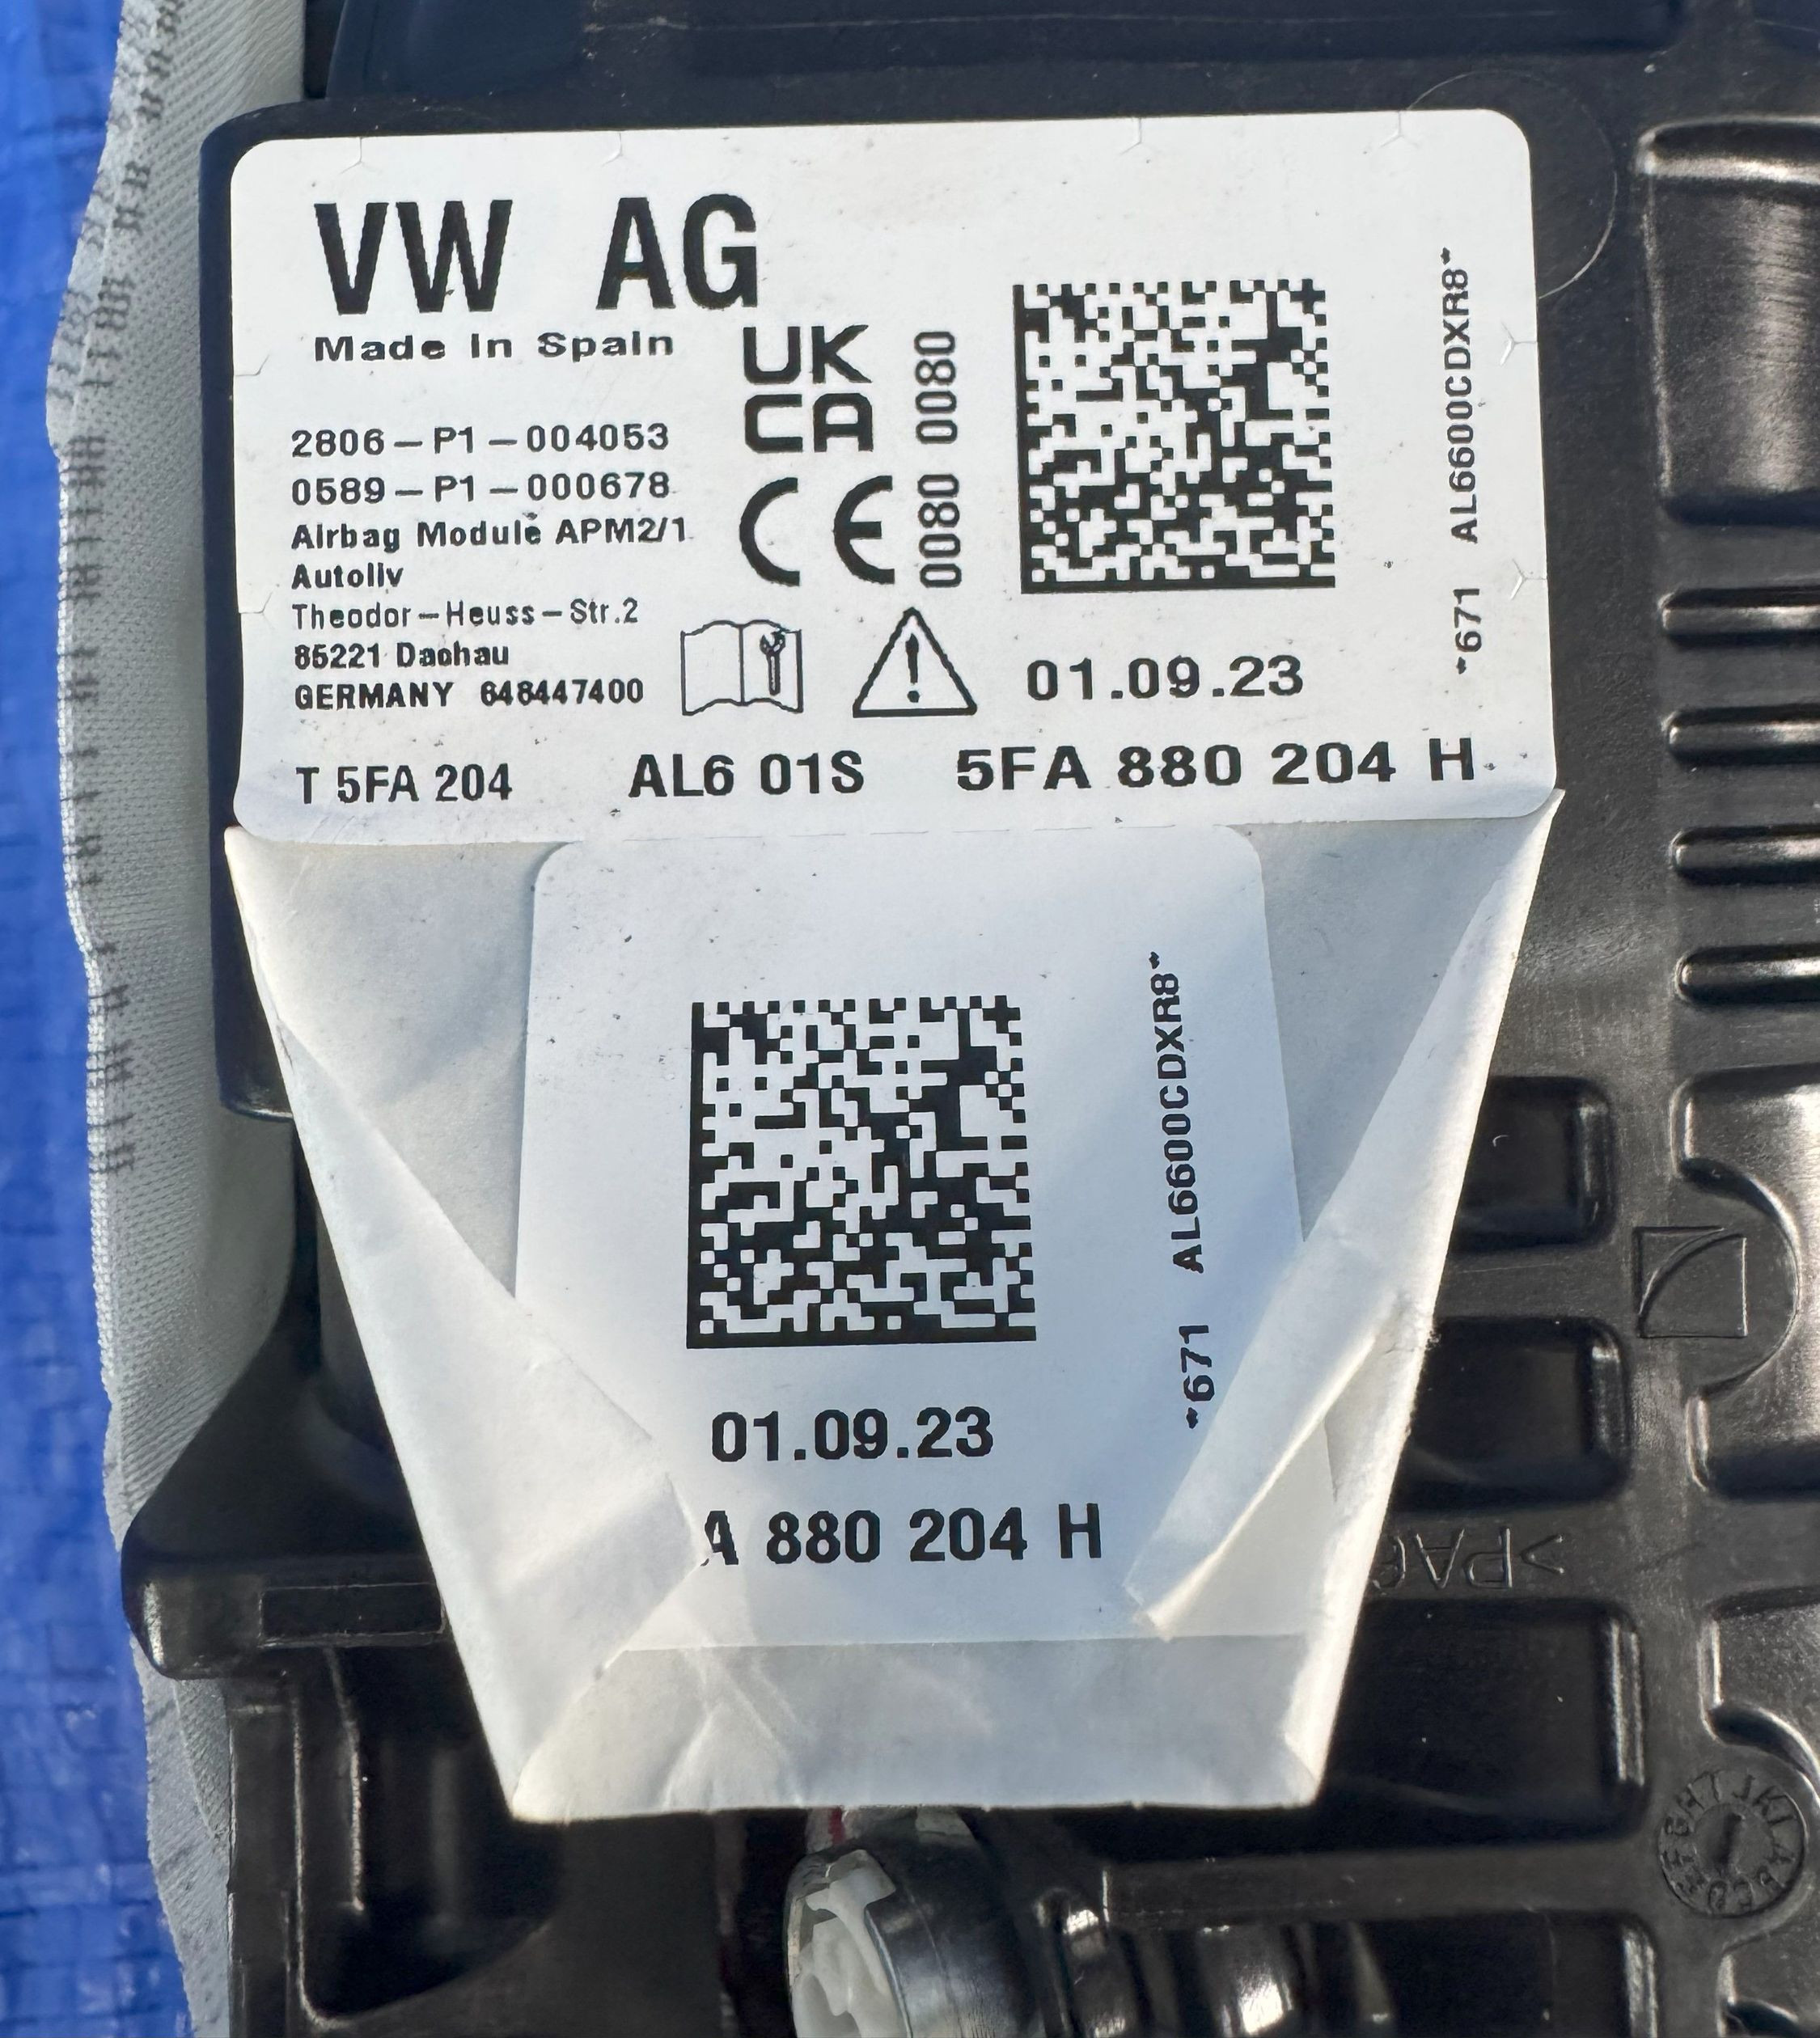 VW AG
Made in Spain
UK
CA
0080
2806-P1-004053
0589-P1-000678
CE
0080
Airbag Module APM2/1
Autoliv
Theodor-Heuss-Str.2
85221 Dachau
GERMANY 648447400
01.09.23
*671 AL6600CDXR8*
T 5FA 204 AL6 01S 5FA 880 204 H
*671 AL6600CDXR8*
01.09.23
A 880 204 H